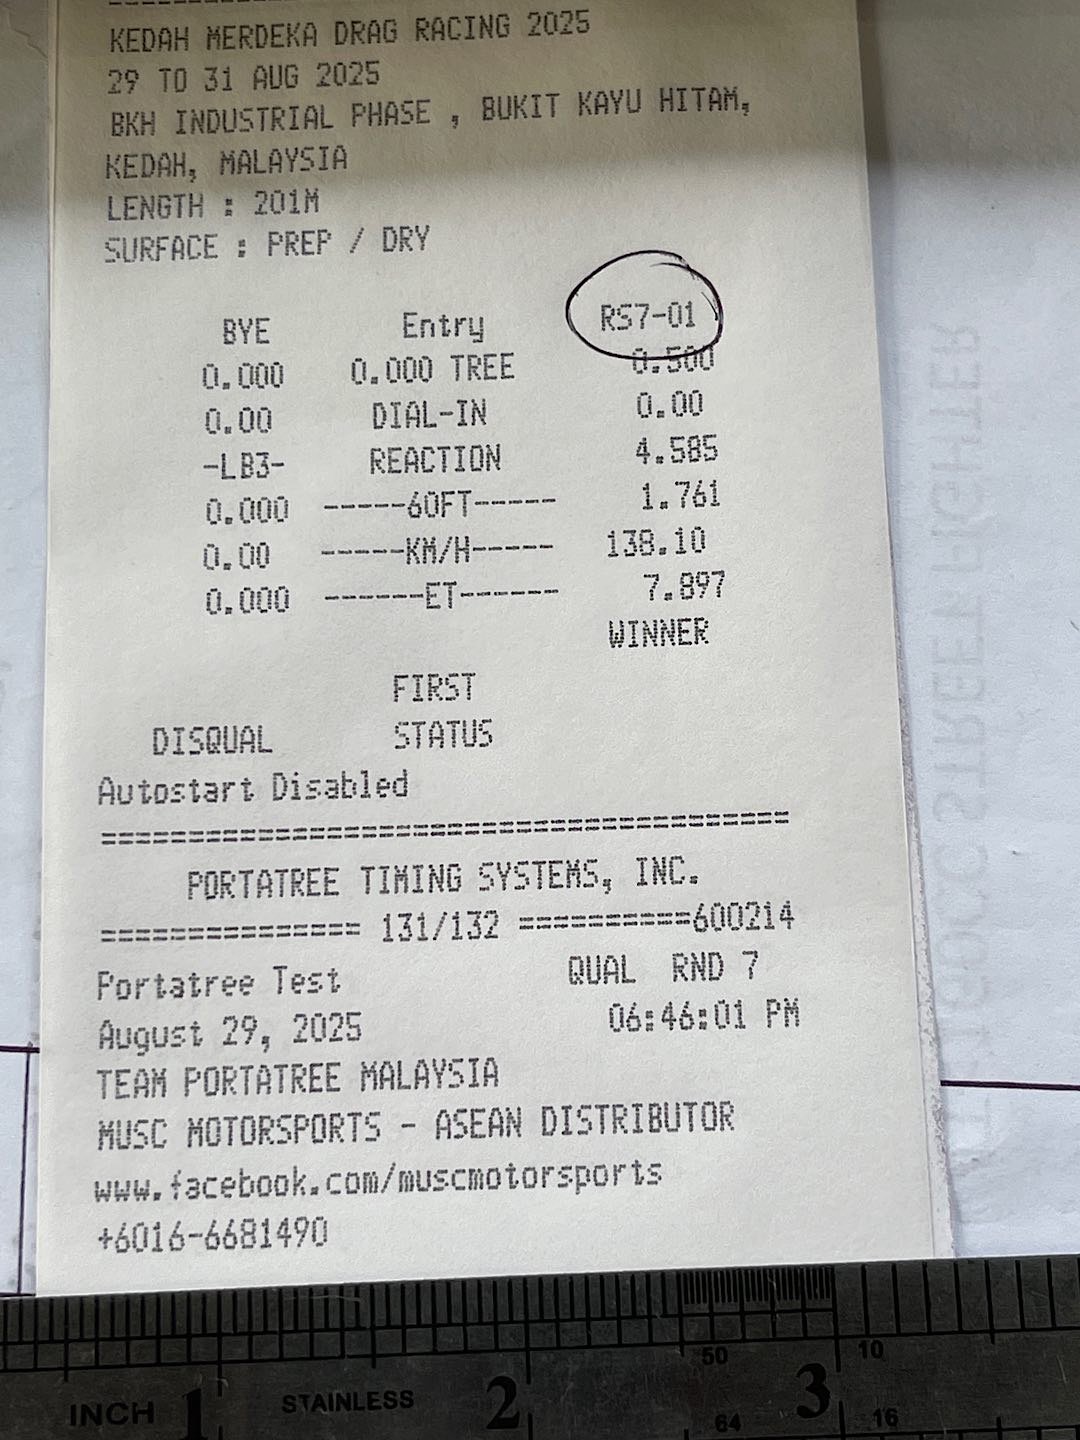 KEDAH MERDEKA DRAG RACING 2025
29 TO 31 AUG 2025
BKH INDUSTRIAL PHASE , BUKIT KAYU HITAM,
KEDAH, MALAYSIA
LENGTH : 201M
SURFACE : PREP / DRY
BYE Entry RS7-01
0.000 0.000 TREE 0.500
0.00 DIAL-IN 0.00
-LB3- REACTION 4.585
0.000 -----60FT----- 1.761
0.00 -----KM/H----- 138.10
0.000 ------ET------ 7.897
WINNER
FIRST
DISQUAL STATUS
Autostart Disabled
======================================
PORTATREE TIMING SYSTEMS, INC.
=============== 131/132 ==========600214
Portatree Test QUAL RND 7
August 29, 2025 06:46:01 PM
TEAM PORTATREE MALAYSIA
MUSC MOTORSPORTS - ASEAN DISTRIBUTOR
www.facebook.com/muscmotorsports
+6016-6681490
50 10
INCH 1 STAINLESS 2 3
64 16